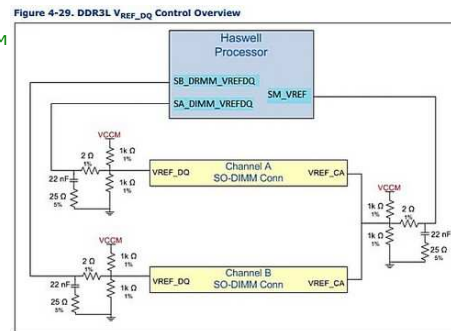 Figure 4-29. DDR3L VREF_DQ Control Overview
M
Haswell
Processor
SB_DRMM_VREFDQ
SA_DIMM_VREFDQ
SM_VREF
VCCM
2 Ω
1%
1k Ω
1%
22 nF
1k Ω
1%
25 Ω
5%
VREF_DQ
Channel A
SO-DIMM Conn
VREF_CA
VCCM
1k Ω
1%
2 Ω
1%
22 nF
1k Ω
1%
25 Ω
5%
VCCM
2 Ω
1%
1k Ω
1%
22 nF
1k Ω
1%
25 Ω
5%
VREF_DQ
Channel B
SO-DIMM Conn
VREF_CA